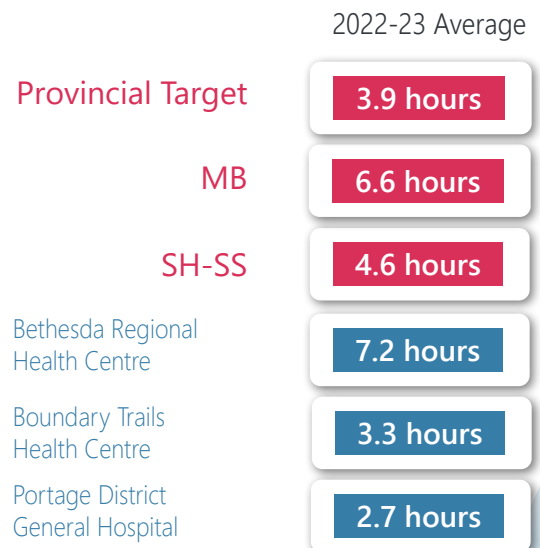 2022-23 Average
Provincial Target 3.9 hours
MB 6.6 hours
SH-SS 4.6 hours
Bethesda Regional
Health Centre
7.2 hours
Boundary Trails
Health Centre
3.3 hours
Portage District
General Hospital
2.7 hours